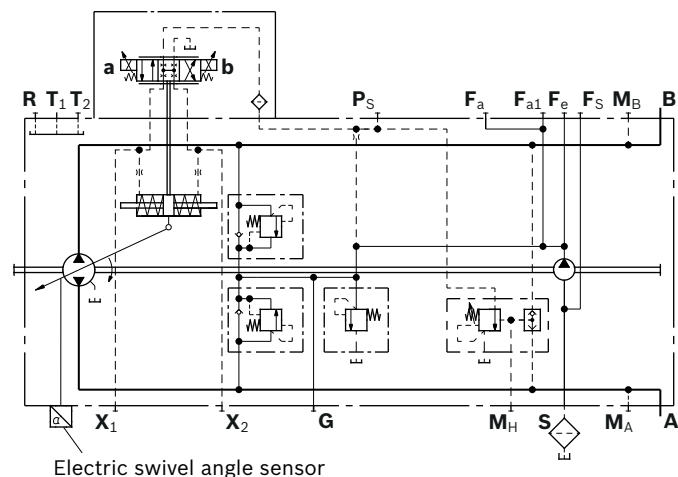 a b
R T1 T2 PS Fa Fa1 Fe FS MB B
α X1 X2 G MH S MA A
Electric swivel angle sensor